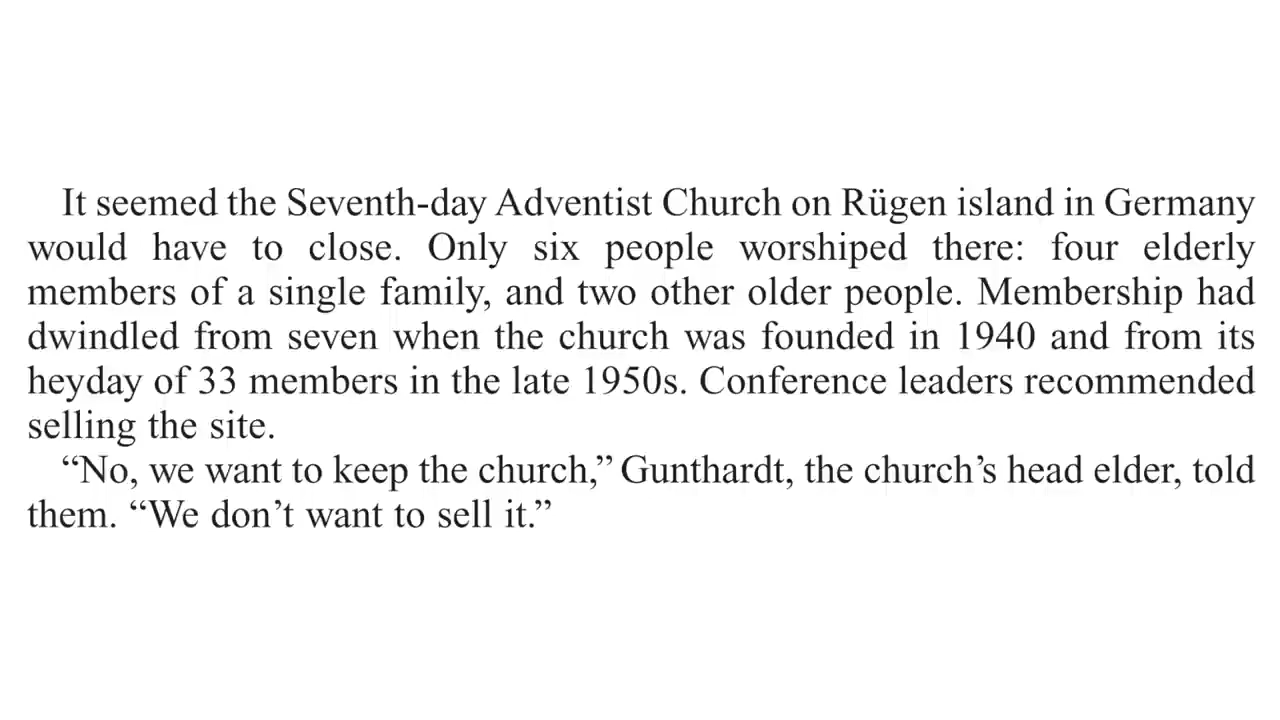 It seemed the Seventh-day Adventist Church on Rügen island in Germany
would have to close. Only six people worshiped there: four elderly
members of a single family, and two other older people. Membership had
dwindled from seven when the church was founded in 1940 and from its
heyday of 33 members in the late 1950s. Conference leaders recommended
selling the site.
“No, we want to keep the church,” Gunthardt, the church’s head elder, told
them. “We don’t want to sell it.”